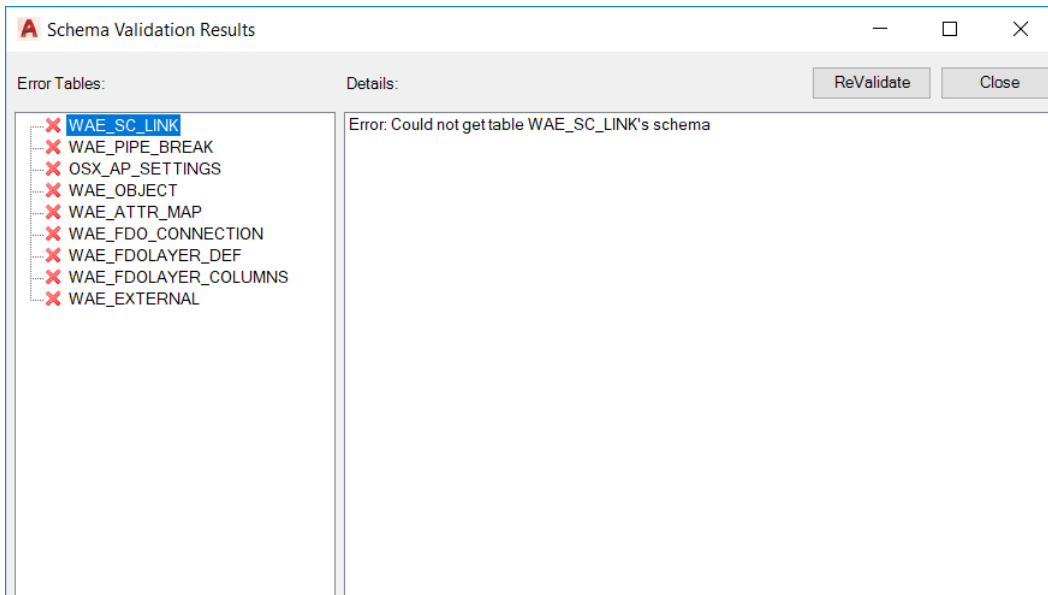 Schema Validation Results
Error Tables:
Details:
ReValidate
Close
WAE_SC_LINK
WAE_PIPE_BREAK
OSX_AP_SETTINGS
WAE_OBJECT
WAE_ATTR_MAP
WAE_FDO_CONNECTION
WAE_FDOLAYER_DEF
WAE_FDOLAYER_COLUMNS
WAE_EXTERNAL
Error: Could not get table WAE_SC_LINK's schema